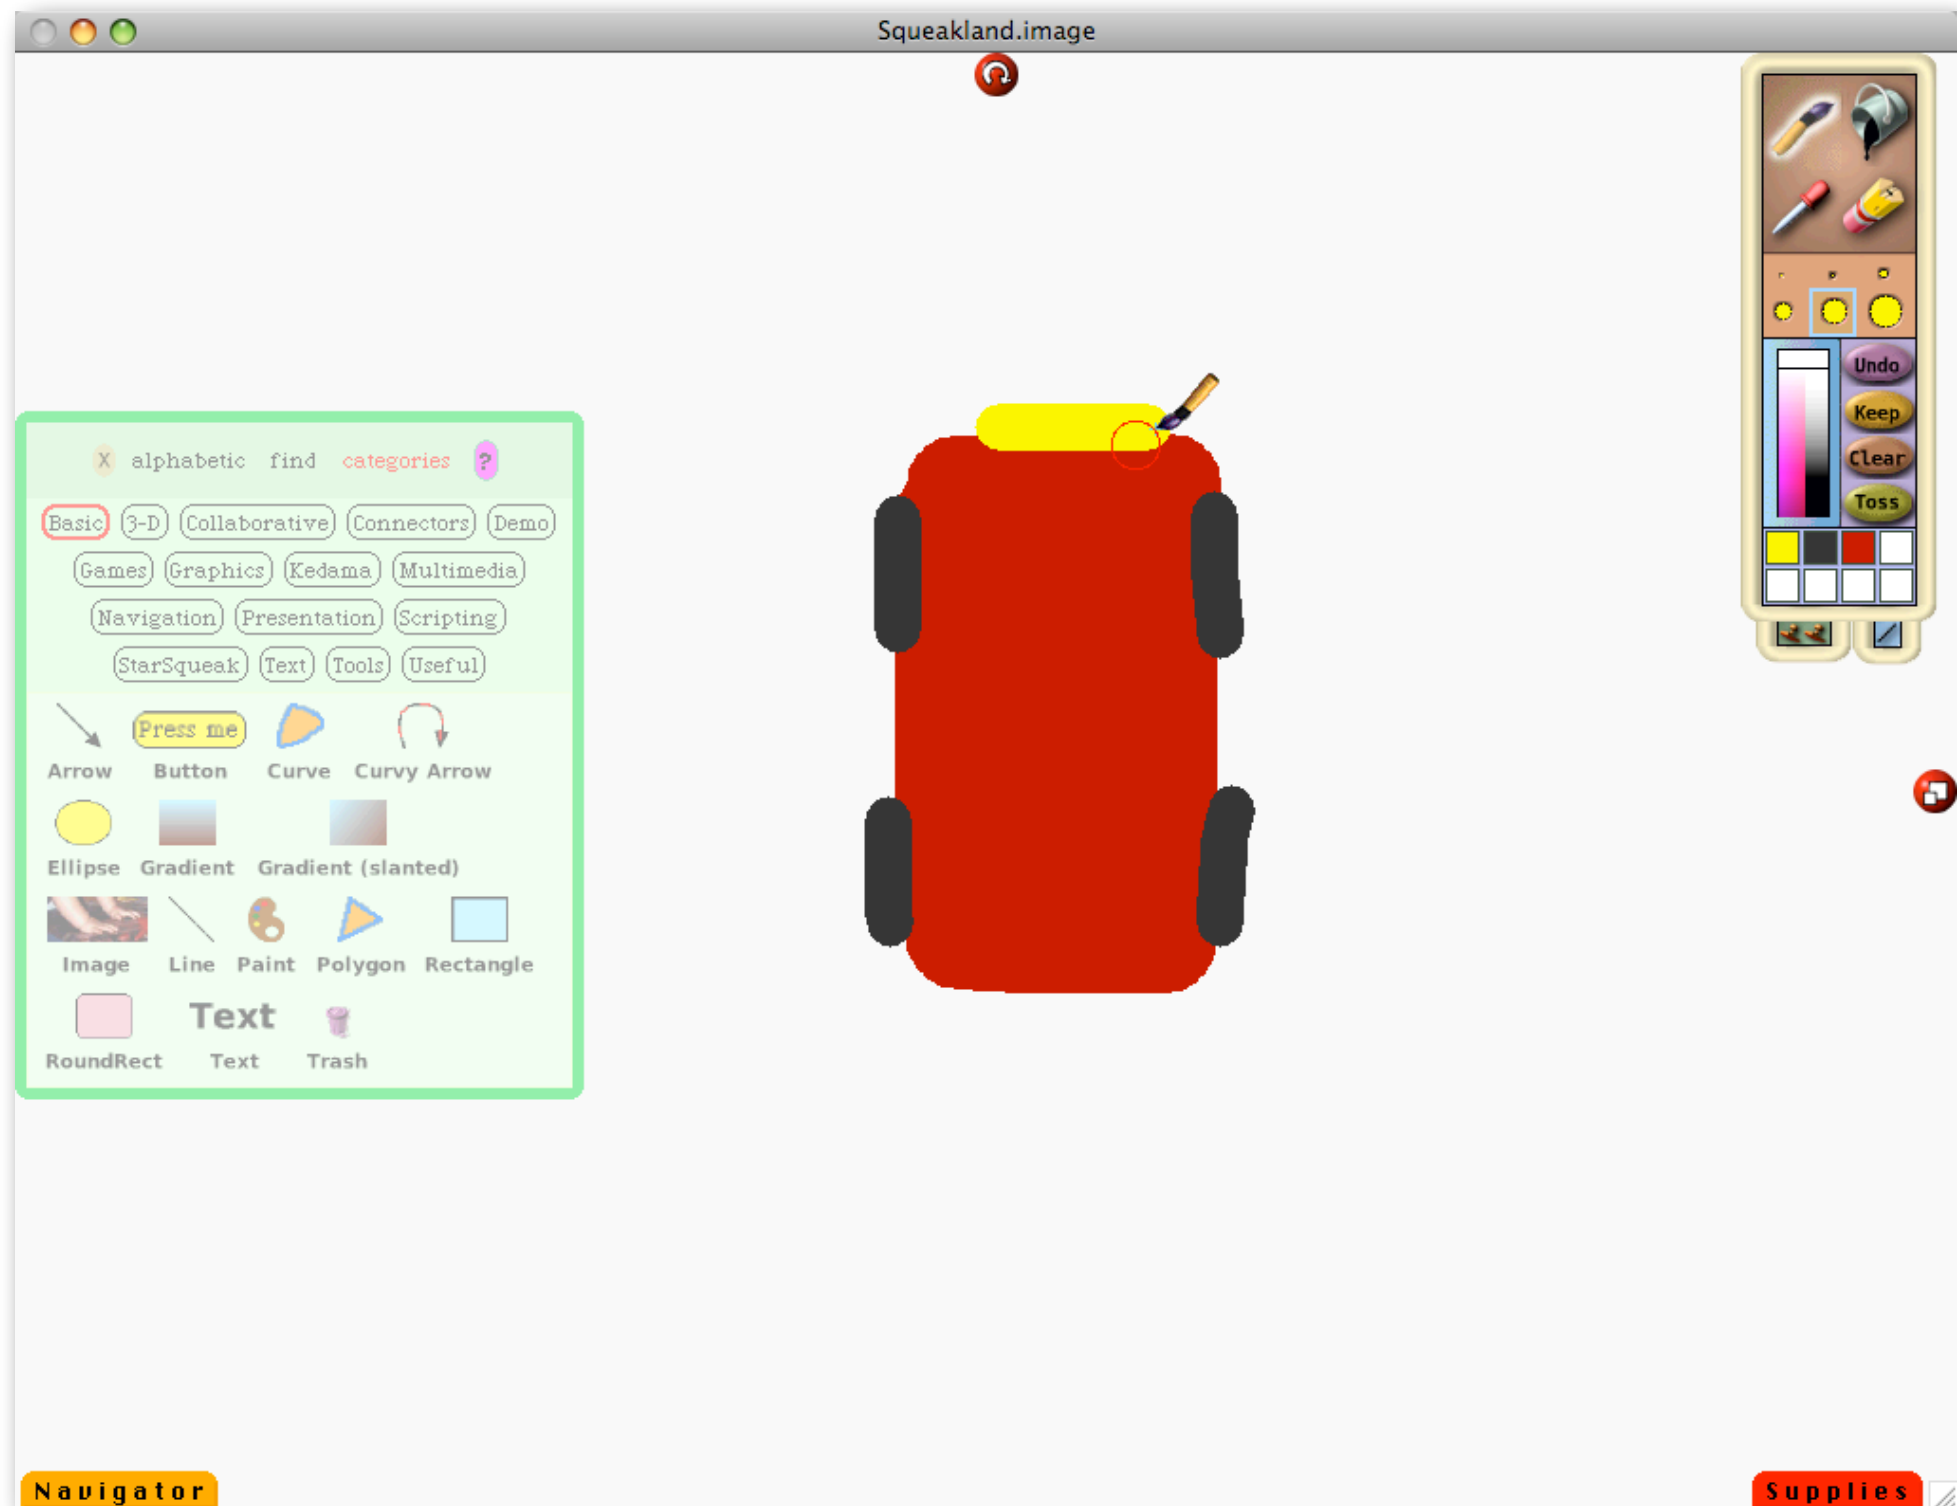 Squeakland.image
Undo
Keep
Clear
Toss
X alphabetic find categories ?
Basic 3-D Collaborative Connectors Demo
Games Graphics Kedama Multimedia
Navigation Presentation Scripting
StarSqueak Text Tools Useful
Press me
Arrow Button Curve Curvy Arrow
Ellipse Gradient Gradient (slanted)
Image Line Paint Polygon Rectangle
Text
RoundRect Text Trash
Navigator
Supplies